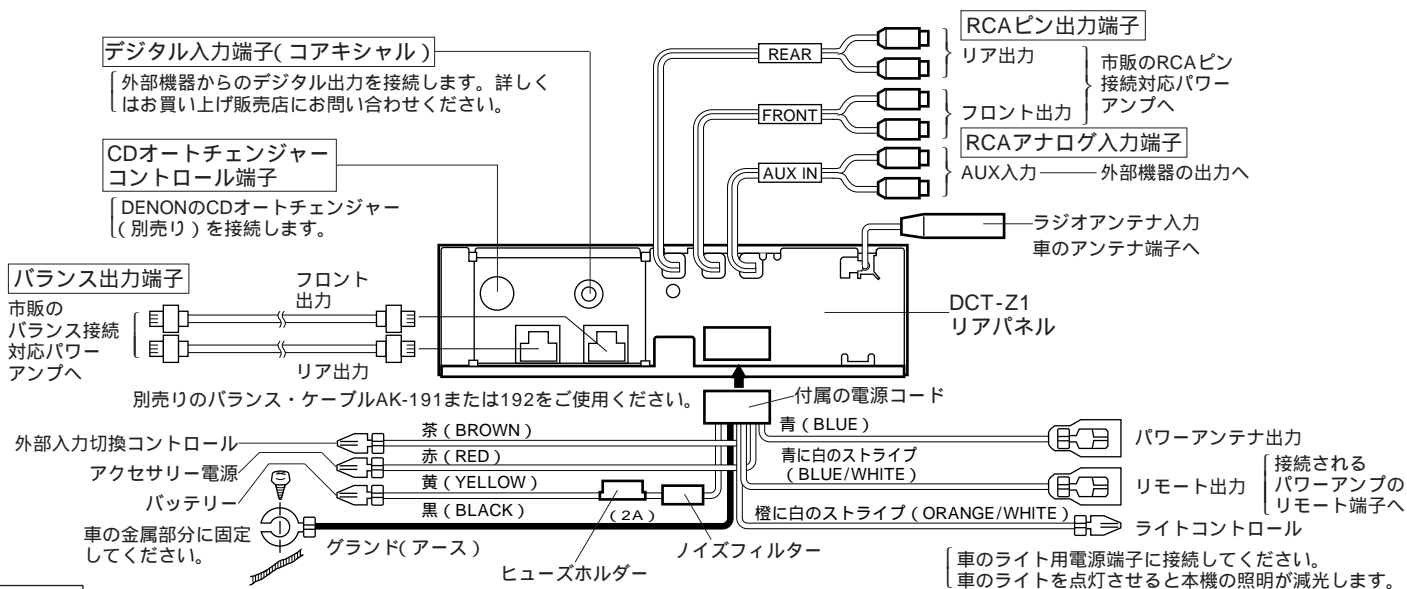 RCAピン出力端子
REAR
リア出力
市販のRCAピン
接続対応パワー
アンプへ
FRONT
フロント出力
RCAアナログ入力端子
AUX IN
AUX入力
外部機器の出力へ
デジタル入力端子(コアキシャル)
外部機器からのデジタル出力を接続します。詳しく
はお買い上げ販売店にお問い合わせください。
CDオートチェンジャー
コントロール端子
DENONのCDオートチェンジャー
(別売り)を接続します。
ラジオアンテナ入力
車のアンテナ端子へ
バランス出力端子
市販の
バランス接続
対応パワー
アンプへ
フロント
出力
リア出力
DCT-Z1
リアパネル
別売りのバランス・ケーブルAK-191または192をご使用ください。
付属の電源コード
外部入力切換コントロール
茶(BROWN)
アクセサリー電源
赤(RED)
バッテリー
黄(YELLOW)
黒(BLACK)
(2A)
車の金属部分に固定
してください。
グランド(アース)
ヒューズホルダー
ノイズフィルター
青(BLUE)
パワーアンテナ出力
青に白のストライプ
(BLUE/WHITE)
リモート出力
接続される
パワーアンプの
リモート端子へ
橙に白のストライプ(ORANGE/WHITE)
ライトコントロール
車のライト用電源端子に接続してください。
車のライトを点灯させると本機の照明が減光します。